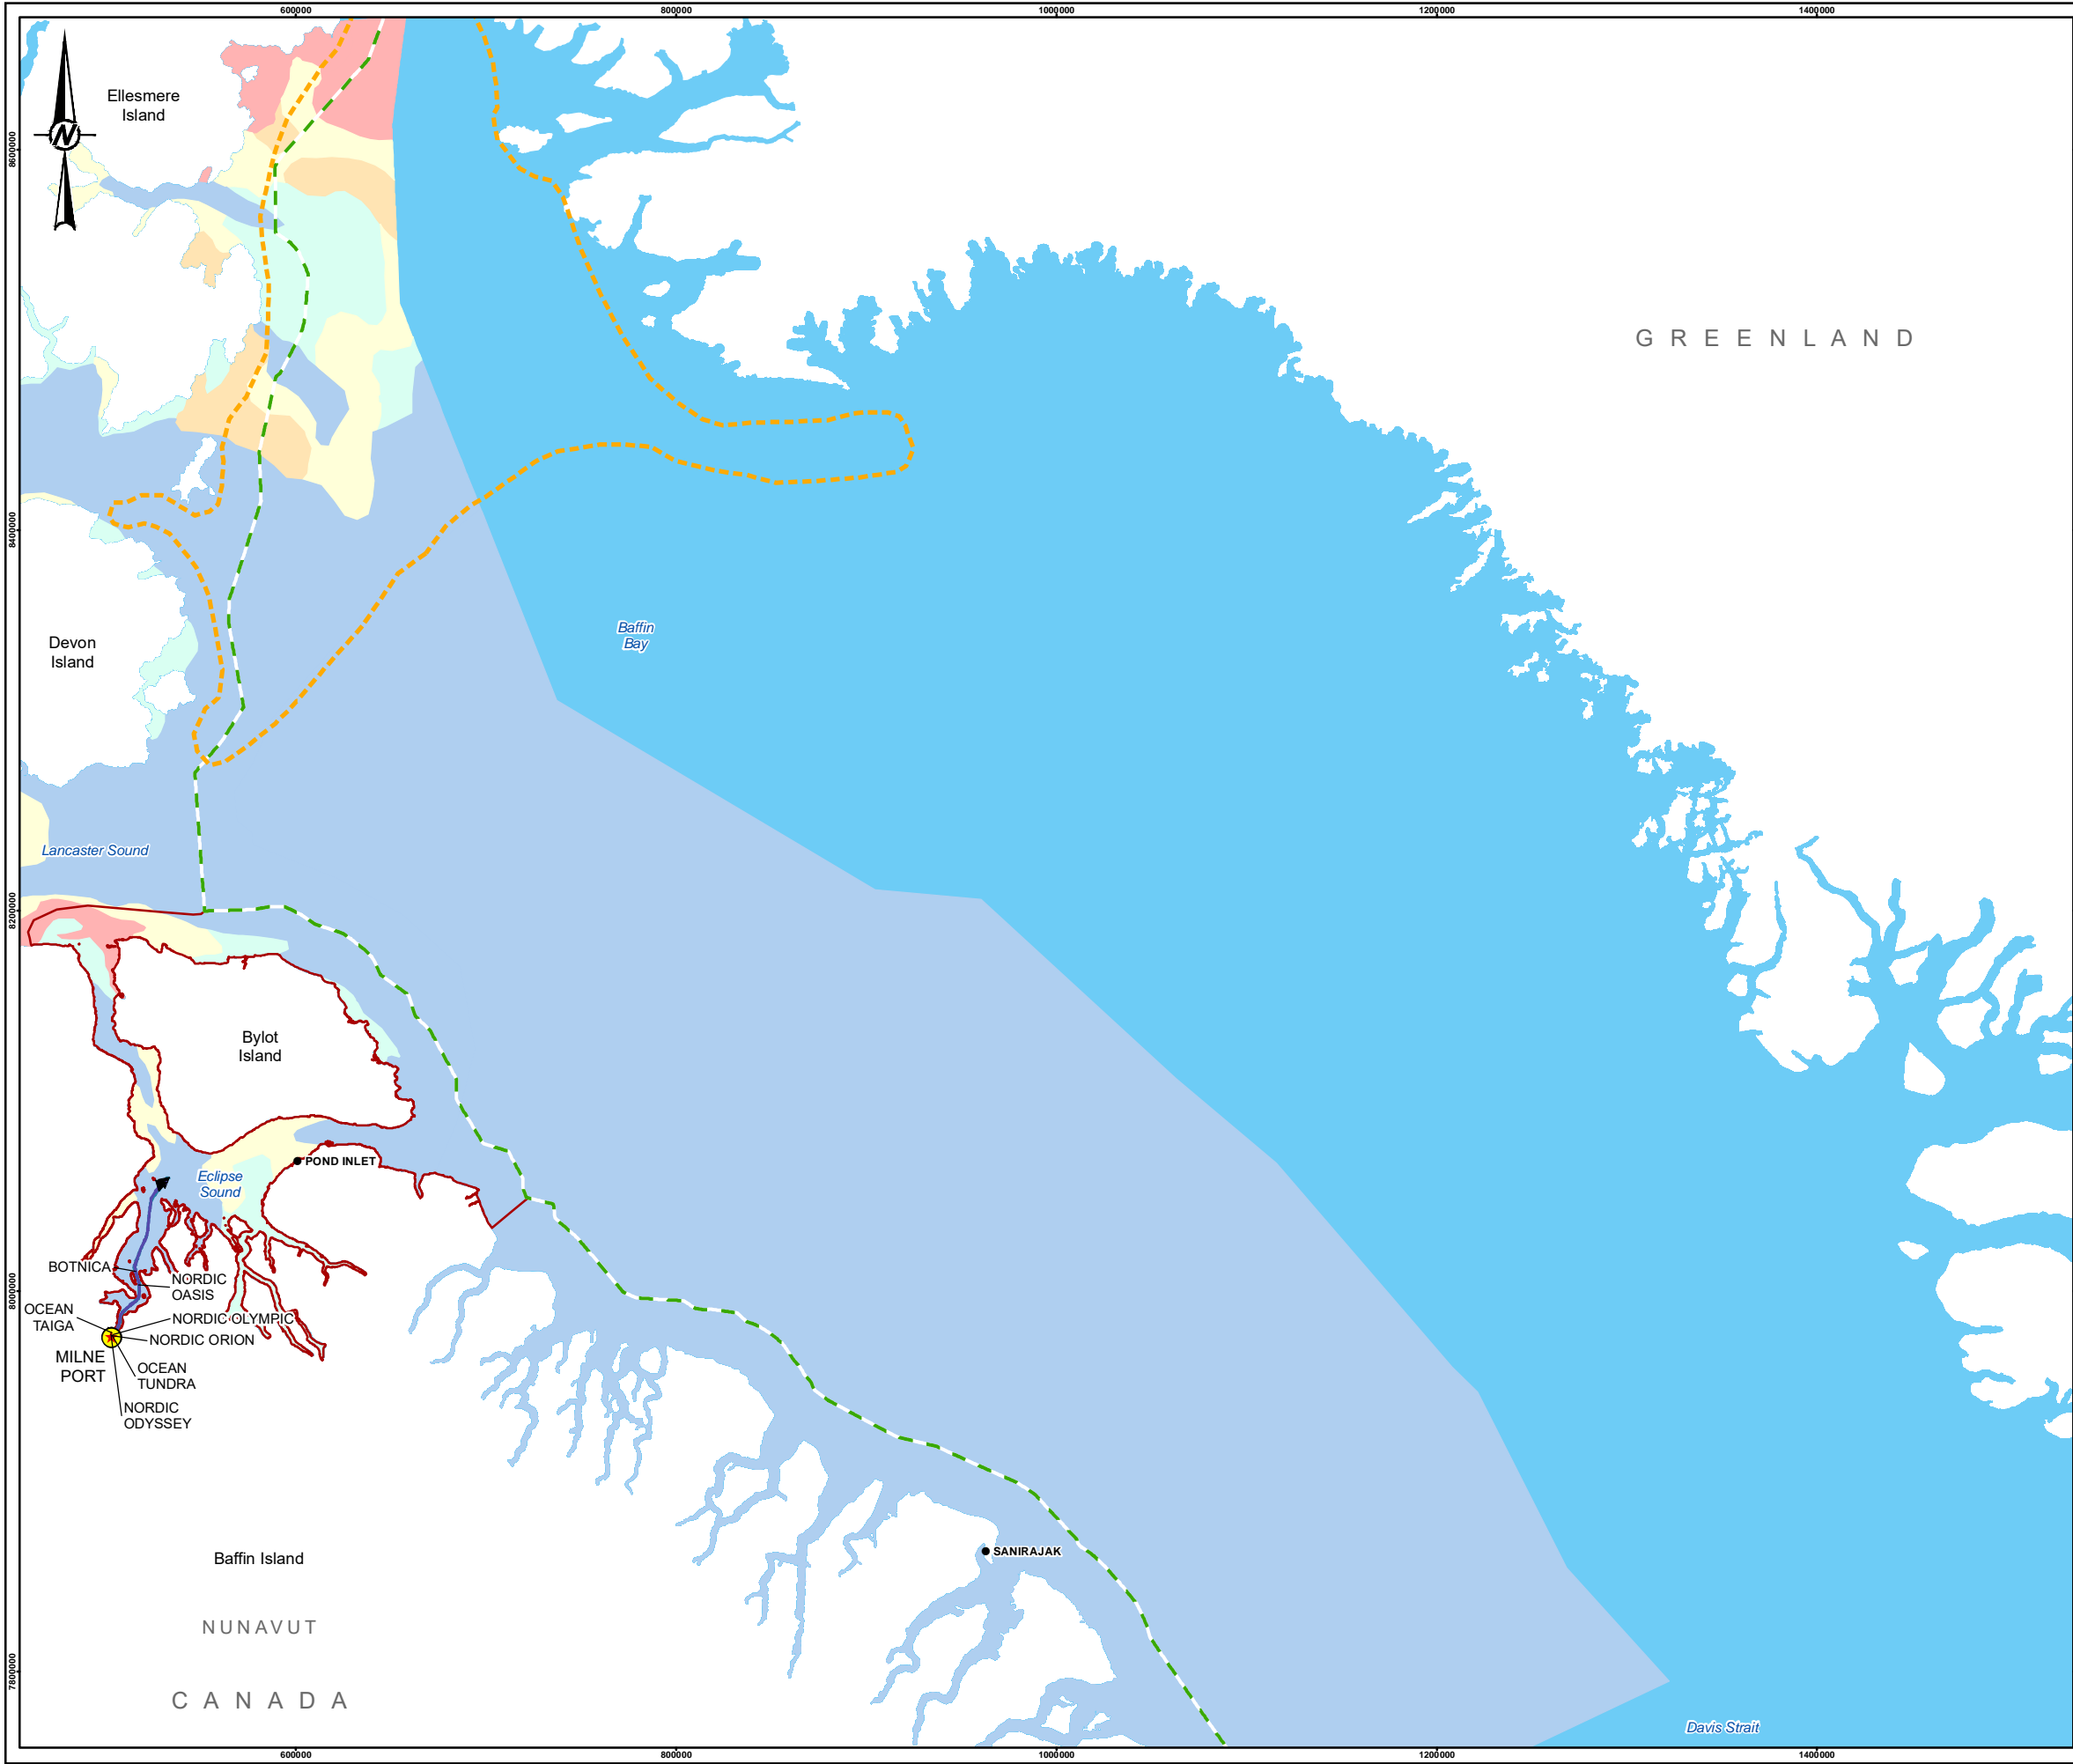 600000
800000
1000000
1200000
1400000
Ellesmere
Island
N
8600000
G R E E N L A N D
8400000
Baffin
Bay
Devon
Island
Lancaster Sound
8200000
Bylot
Island
POND INLET
Eclipse
Sound
BOTNICA
NORDIC
OASIS
8000000
OCEAN
TAIGA
NORDIC OLYMPIC
NORDIC ORION
MILNE
PORT
OCEAN
TUNDRA
NORDIC
ODYSSEY
SANIRAJAK
Baffin Island
NUNAVUT
7800000
C A N A D A
Davis Strait
600000
800000
1000000
1200000
1400000